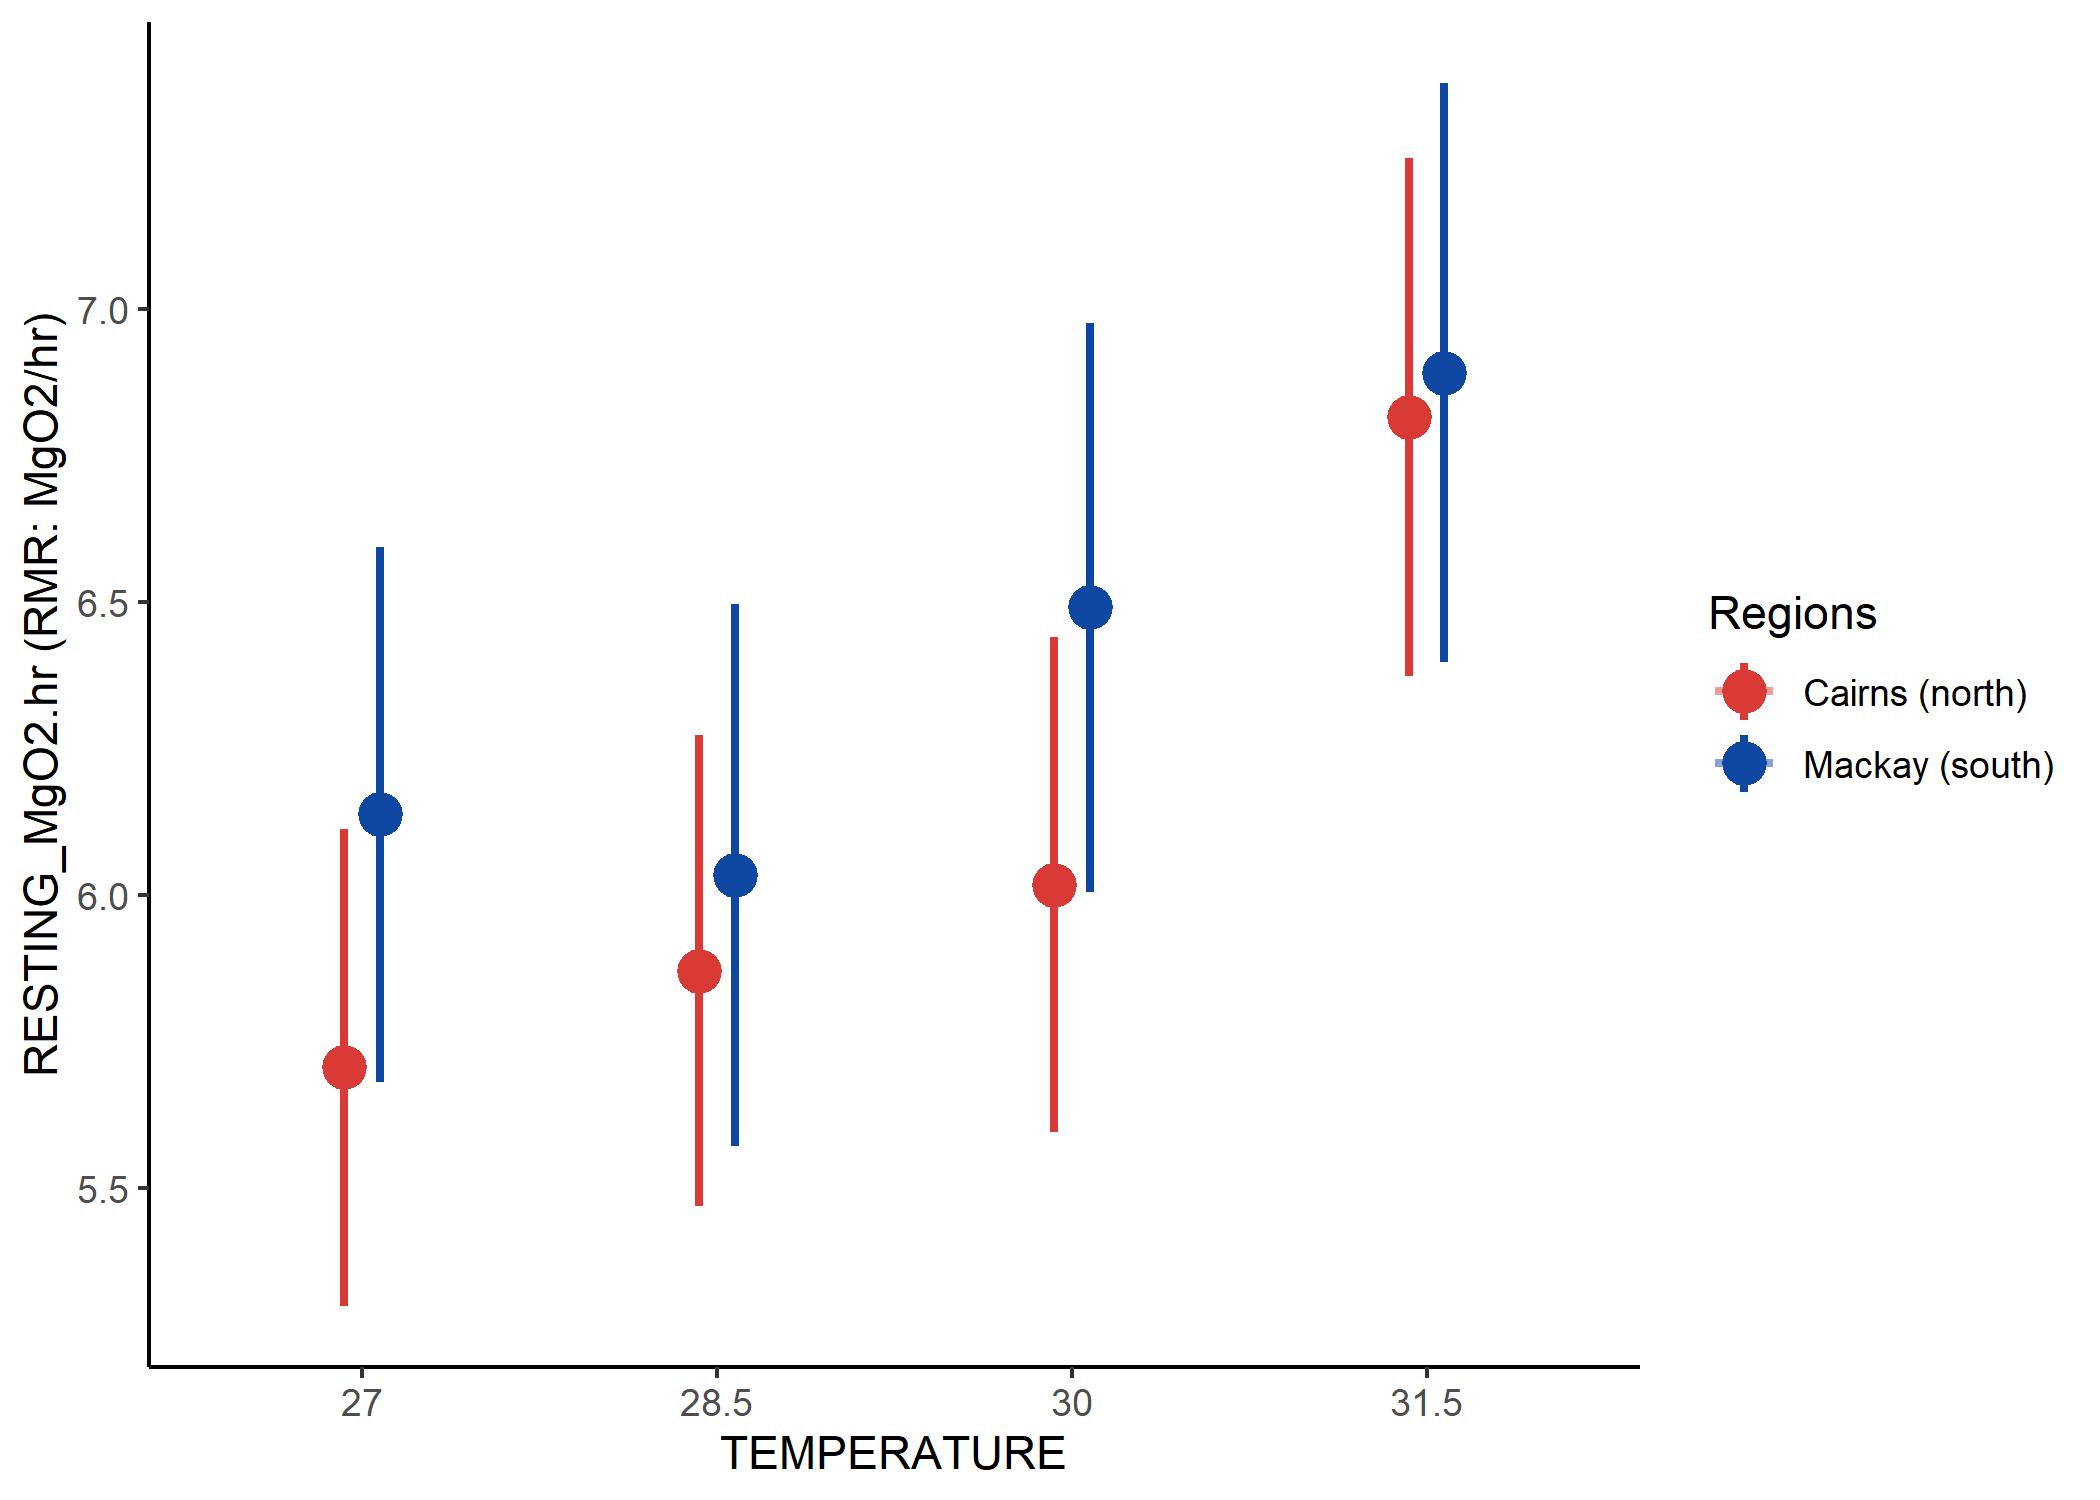 RESTING_MgO2.hr (RMR: MgO2/hr)
7.0
6.5
6.0
5.5
27 28.5 30 31.5
TEMPERATURE
Regions
Cairns (north)
Mackay (south)